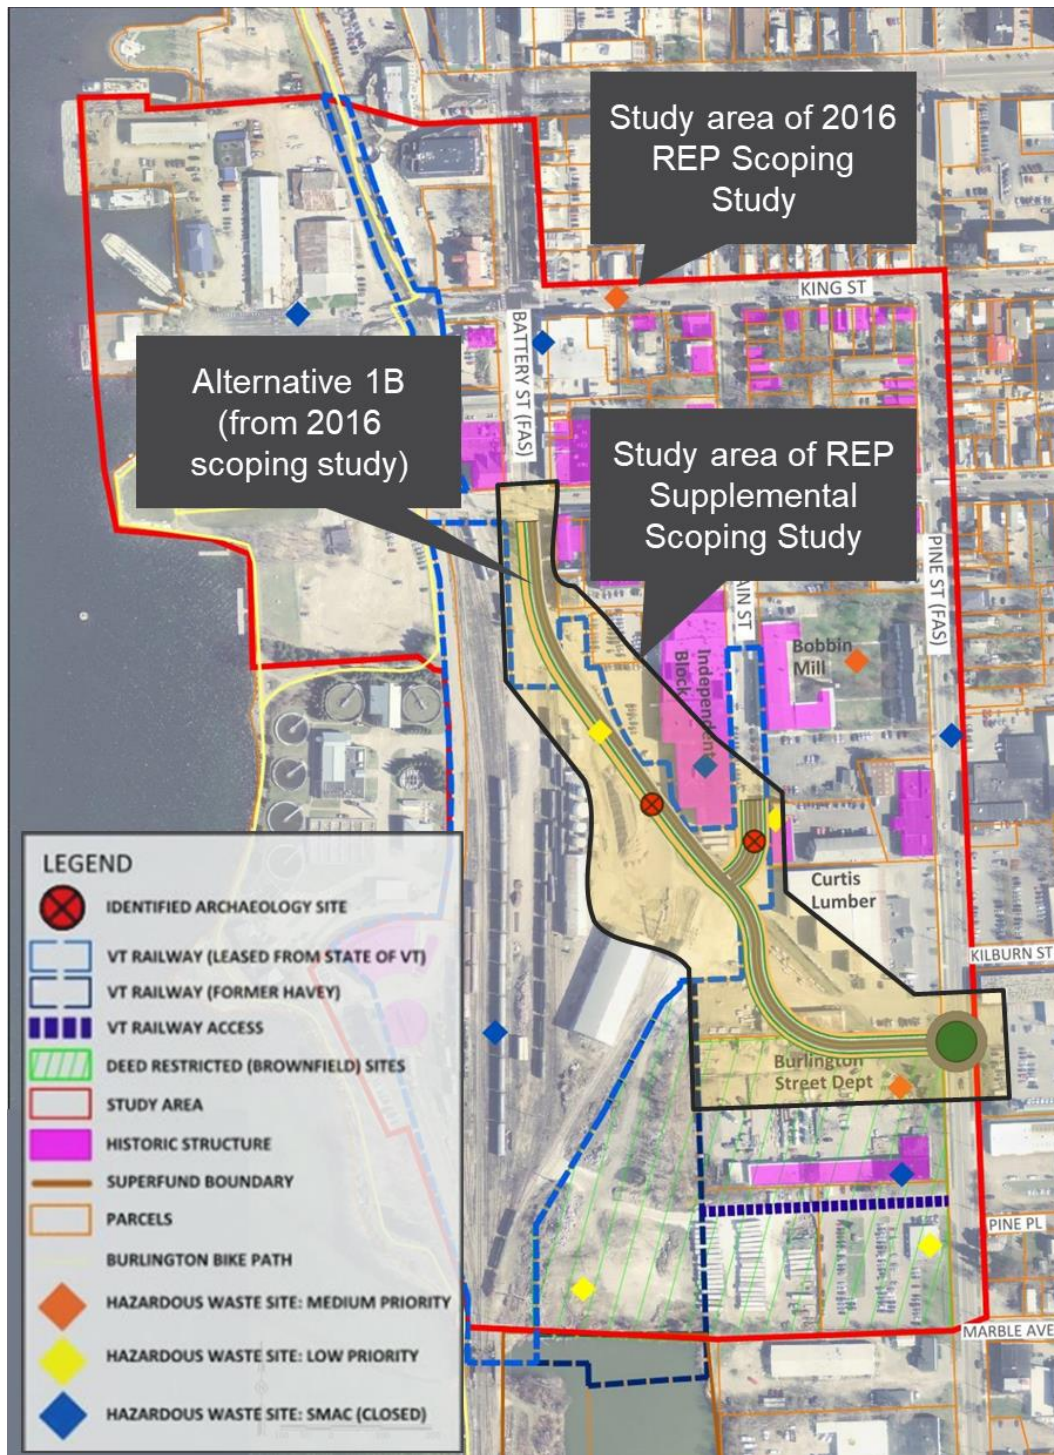 Study area of 2016
REP Scoping
Study
KING ST
BATTERY ST (FAS)
Alternative 1B
(from 2016
scoping study)
Study area of REP
Supplemental
Scoping Study
PINE ST (FAS)
AIN ST
Bobbin
Mill
Independent
Block
Curtis
Lumber
KILBURN ST
Burlington
Street Dept
PINE PL
MARBLE AVE
LEGEND
IDENTIFIED ARCHAEOLOGY SITE
VT RAILWAY (LEASED FROM STATE OF VT)
VT RAILWAY (FORMER HAVEY)
VT RAILWAY ACCESS
DEED RESTRICTED (BROWNFIELD) SITES
STUDY AREA
HISTORIC STRUCTURE
SUPERFUND BOUNDARY
PARCELS
BURLINGTON BIKE PATH
HAZARDOUS WASTE SITE: MEDIUM PRIORITY
HAZARDOUS WASTE SITE: LOW PRIORITY
HAZARDOUS WASTE SITE: SMAC (CLOSED)